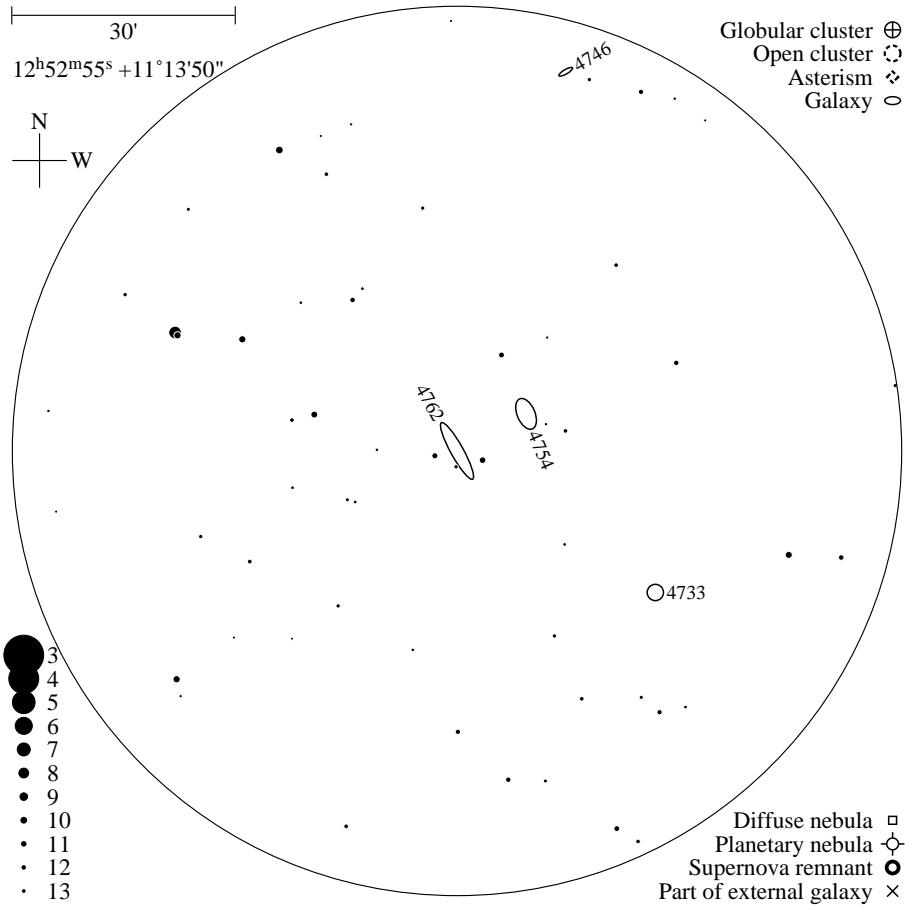 30'
12ʰ52ᵐ55ˢ +11°13'50"
N
W
Globular cluster
Open cluster
Asterism
Galaxy
4746
4762
4754
4733
3
4
5
6
7
8
9
10
11
12
13
Diffuse nebula
Planetary nebula
Supernova remnant
Part of external galaxy